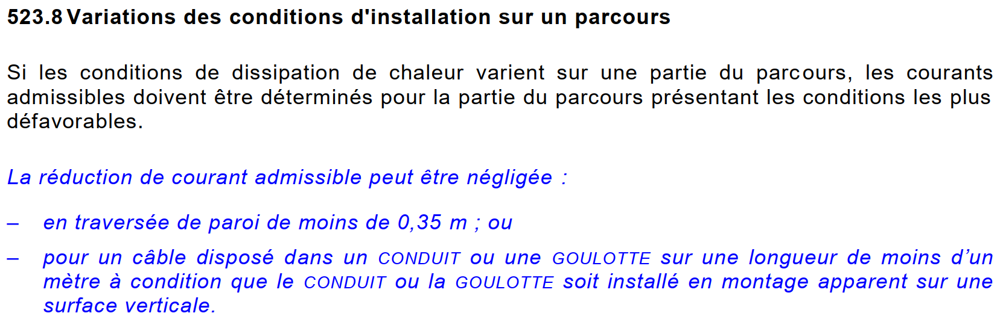 523.8 Variations des conditions d'installation sur un parcours
Si les conditions de dissipation de chaleur varient sur une partie du parcours, les courants
admissibles doivent être déterminés pour la partie du parcours présentant les conditions les plus
défavorables.
La réduction de courant admissible peut être négligée :
– en traversée de paroi de moins de 0,35 m ; ou
– pour un câble disposé dans un CONDUIT ou une GOULOTTE sur une longueur de moins d’un
mètre à condition que le CONDUIT ou la GOULOTTE soit installé en montage apparent sur une
surface verticale.